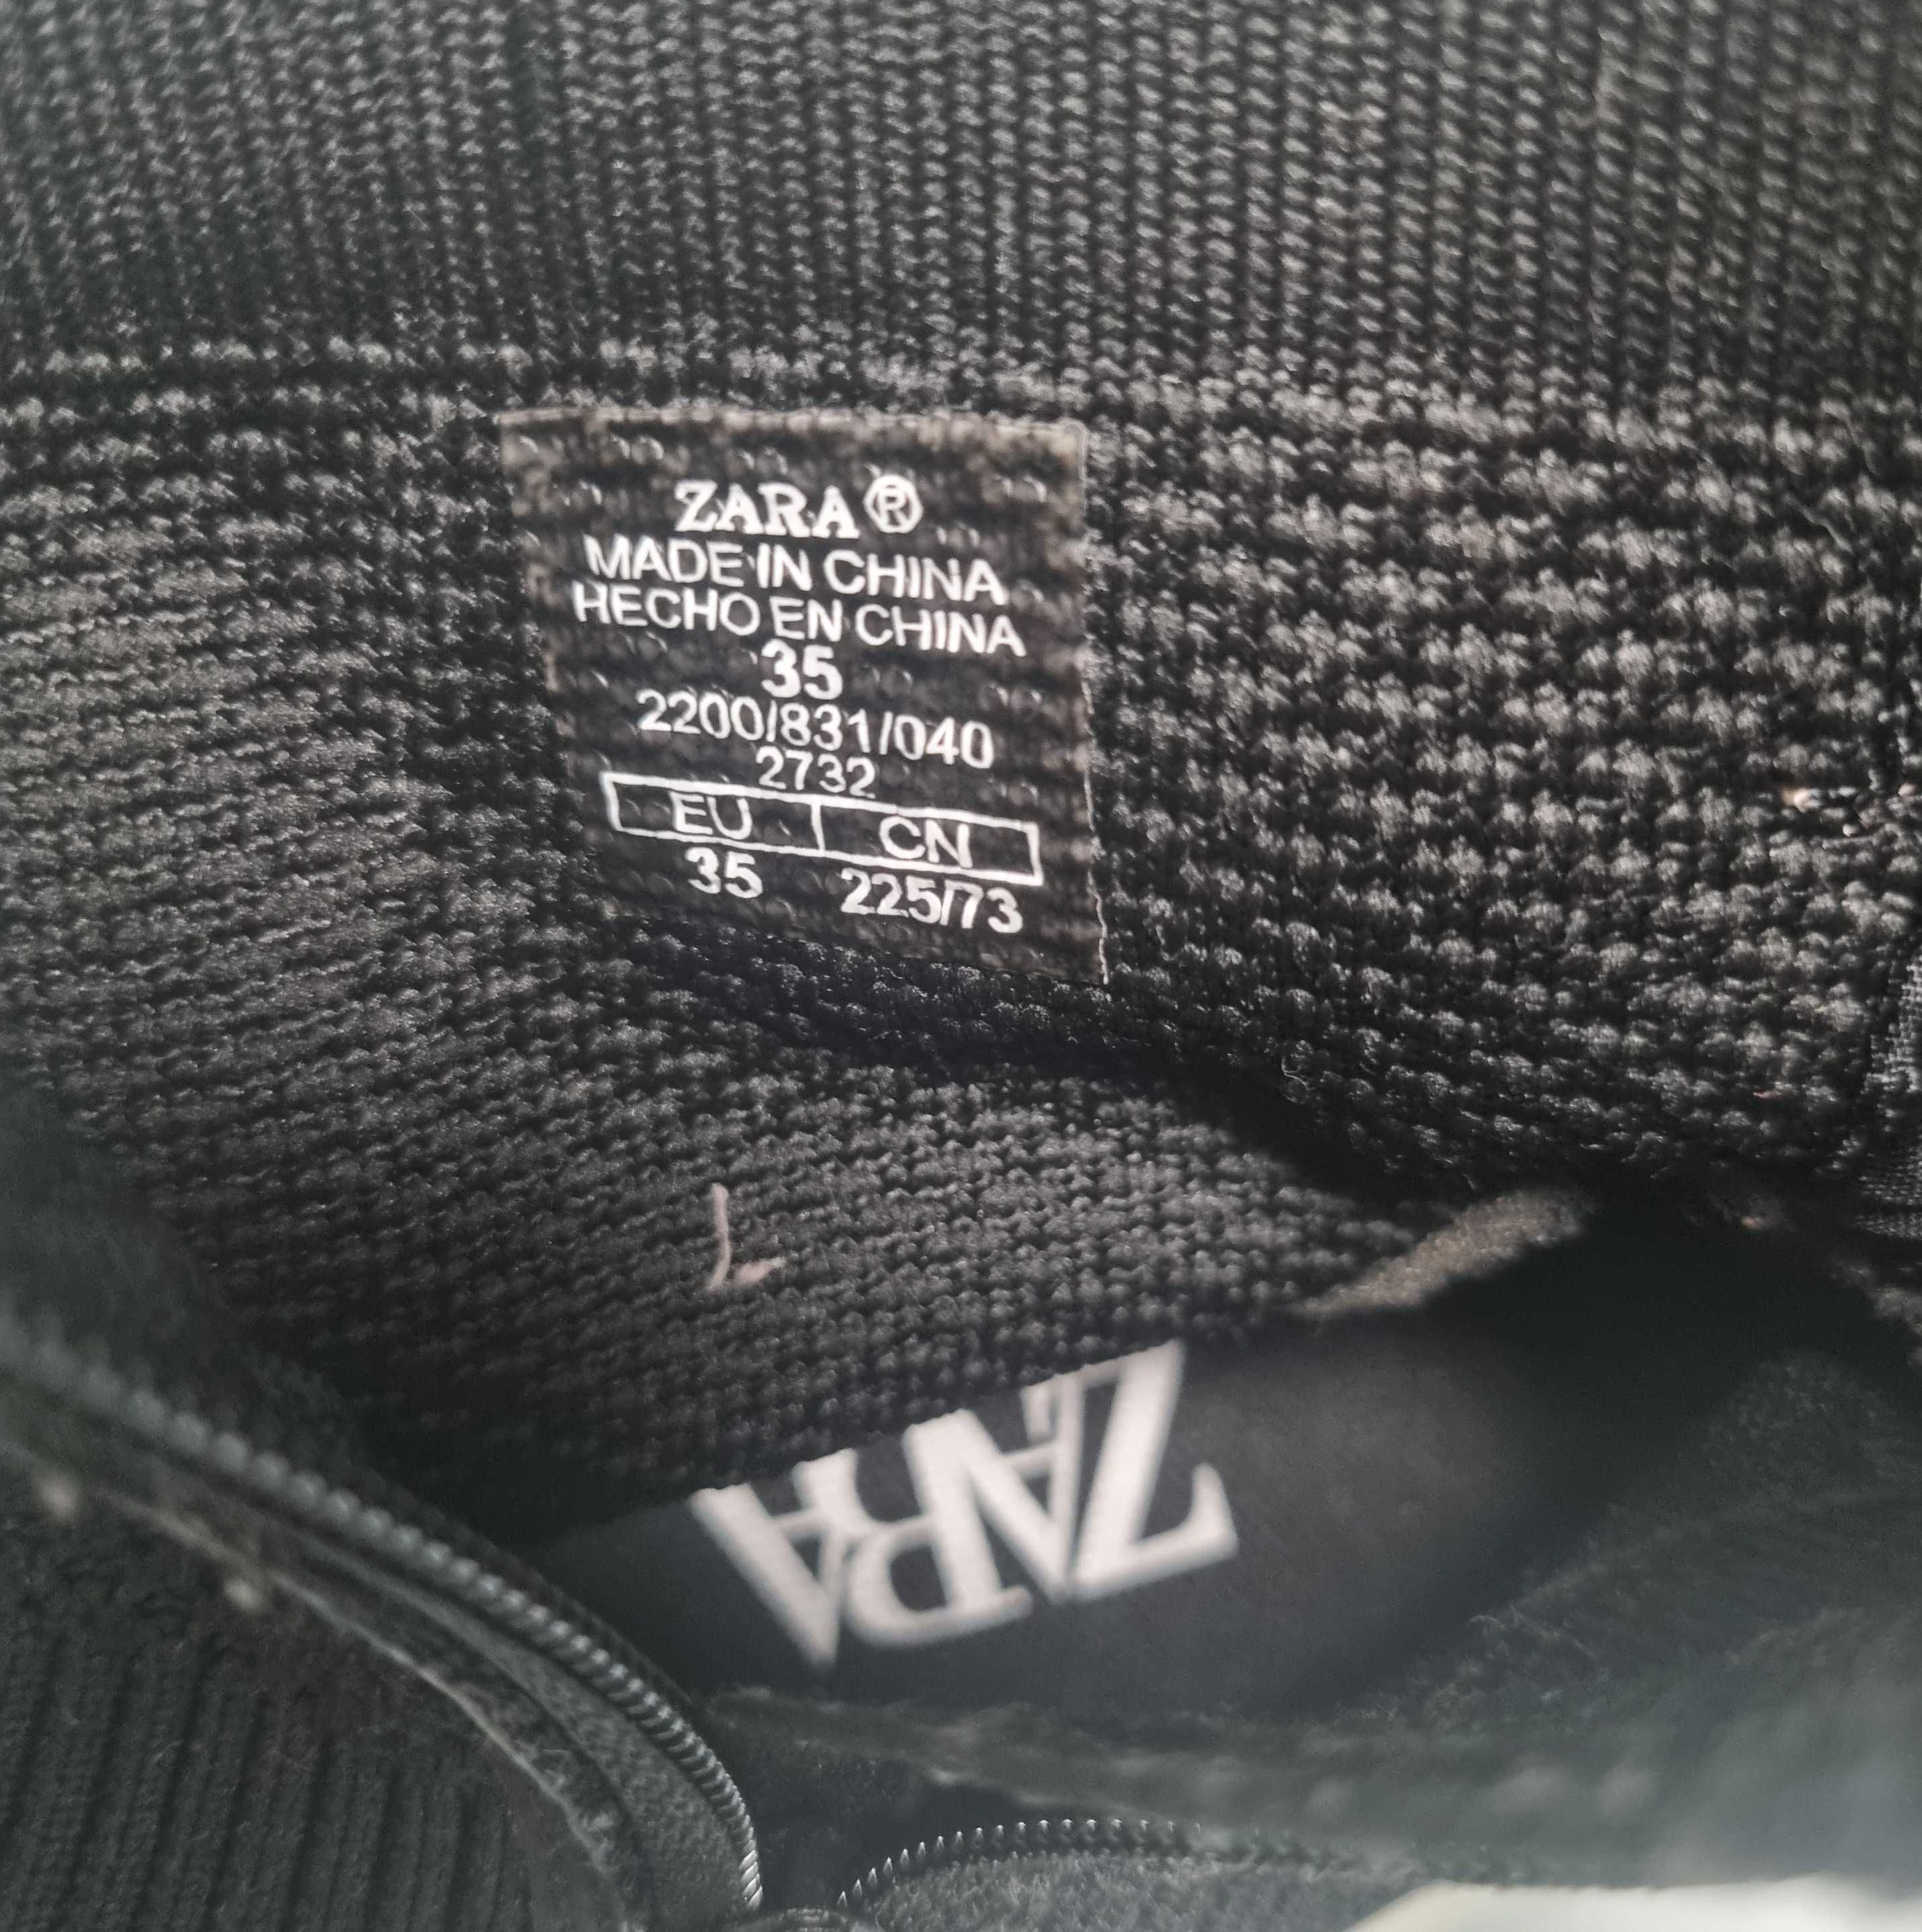 ZARA®
MADE IN CHINA
HECHO EN CHINA
35
2200/831/040
2732
EU CN
35 225/73
ZARA